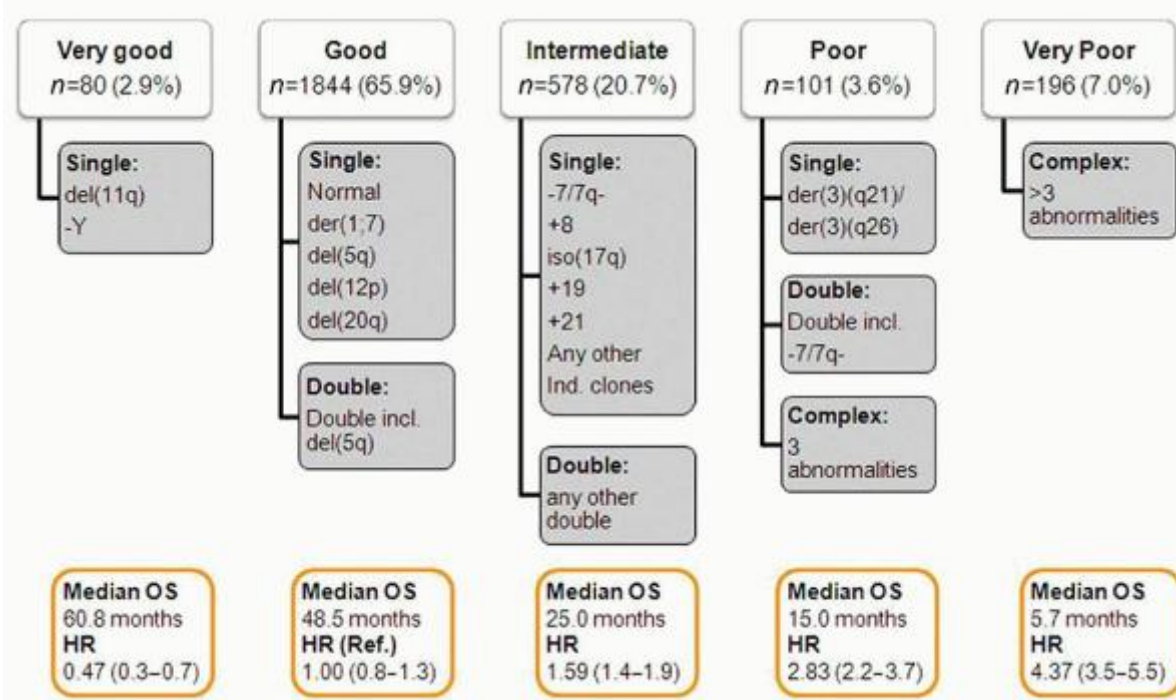 Very good
n=80 (2.9%)
Single:
del(11q)
-Y
Median OS
60.8 months
HR
0.47 (0.3–0.7)
Good
n=1844 (65.9%)
Single:
Normal
der(1;7)
del(5q)
del(12p)
del(20q)
Double:
Double incl.
del(5q)
Median OS
48.5 months
HR (Ref.)
1.00 (0.8–1.3)
Intermediate
n=578 (20.7%)
Single:
-7/7q-
+8
iso(17q)
+19
+21
Any other
Ind. clones
Double:
any other
double
Median OS
25.0 months
HR
1.59 (1.4–1.9)
Poor
n=101 (3.6%)
Single:
der(3)(q21)/
der(3)(q26)
Double:
Double incl.
-7/7q-
Complex:
3
abnormalities
Median OS
15.0 months
HR
2.83 (2.2–3.7)
Very Poor
n=196 (7.0%)
Complex:
>3
abnormalities
Median OS
5.7 months
HR
4.37 (3.5–5.5)